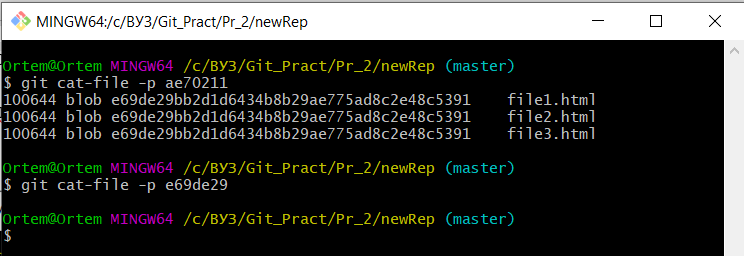 MINGW64:/c/ВУЗ/Git_Pract/Pr_2/newRep
Ortem@Ortem MINGW64 /c/ВУЗ/Git_Pract/Pr_2/newRep (master)
$ git cat-file -p ae70211
100644 blob e69de29bb2d1d6434b8b29ae775ad8c2e48c5391    file1.html
100644 blob e69de29bb2d1d6434b8b29ae775ad8c2e48c5391    file2.html
100644 blob e69de29bb2d1d6434b8b29ae775ad8c2e48c5391    file3.html
Ortem@Ortem MINGW64 /c/ВУЗ/Git_Pract/Pr_2/newRep (master)
$ git cat-file -p e69de29
Ortem@Ortem MINGW64 /c/ВУЗ/Git_Pract/Pr_2/newRep (master)
$